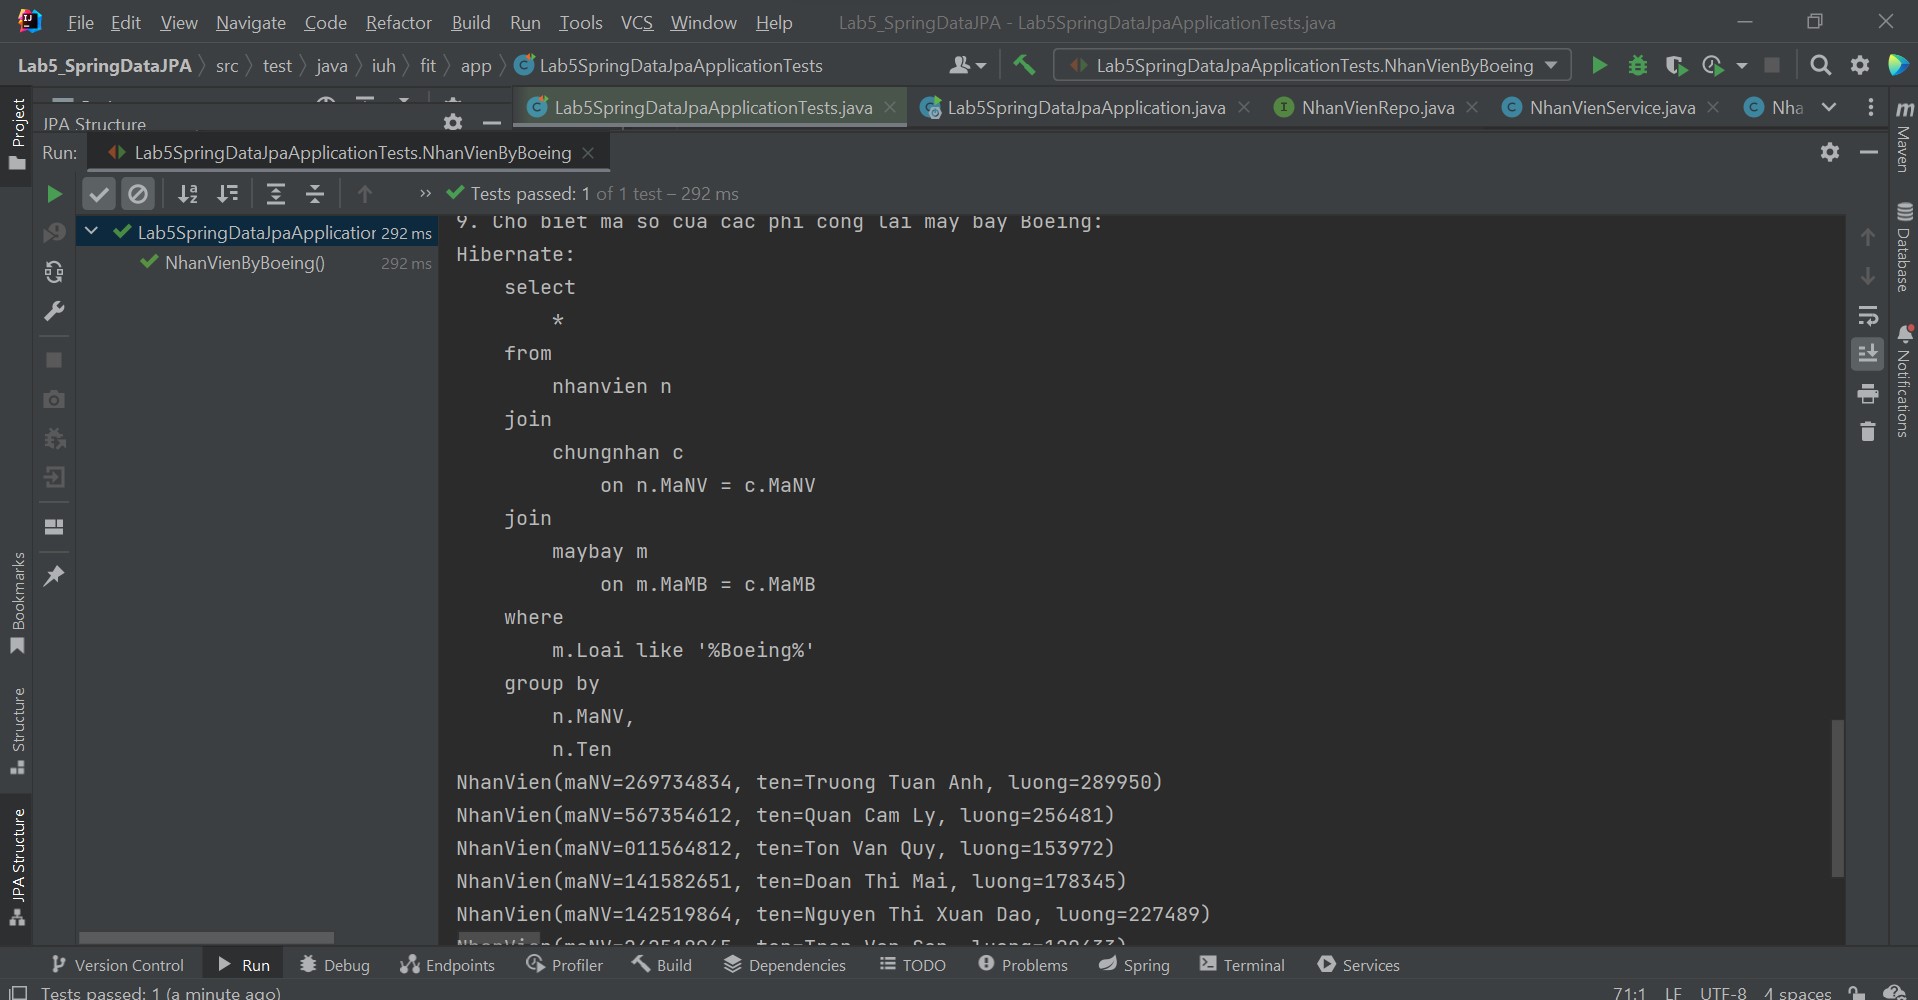 File Edit View Navigate Code Refactor Build Run Tools VCS Window Help Lab5_SpringDataJPA - Lab5SpringDataJpaApplicationTests.java
Lab5_SpringDataJPA src test java iuh fit app Lab5SpringDataJpaApplicationTests Lab5SpringDataJpaApplicationTests.NhanVienByBoeing
JPA Structure
Lab5SpringDataJpaApplicationTests.java Lab5SpringDataJpaApplication.java NhanVienRepo.java NhanVienService.java Nha
Run: Lab5SpringDataJpaApplicationTests.NhanVienByBoeing
Tests passed: 1 of 1 test – 292 ms
Lab5SpringDataJpaApplication 292 ms
NhanVienByBoeing() 292 ms
9. Cho biet ma so cua cac phi cong lai may bay Boeing:
Hibernate:
select
*
from
nhanvien n
join
chungnhan c
on n.MaNV = c.MaNV
join
maybay m
on m.MaMB = c.MaMB
where
m.Loai like '%Boeing%'
group by
n.MaNV,
n.Ten
NhanVien(maNV=269734834, ten=Truong Tuan Anh, luong=289950)
NhanVien(maNV=567354612, ten=Quan Cam Ly, luong=256481)
NhanVien(maNV=011564812, ten=Ton Van Quy, luong=153972)
NhanVien(maNV=141582651, ten=Doan Thi Mai, luong=178345)
NhanVien(maNV=142519864, ten=Nguyen Thi Xuan Dao, luong=227489)
Project
Bookmarks
Structure
JPA Structure
Maven
Database
Notifications
Version Control Run Debug Endpoints Profiler Build Dependencies TODO Problems Spring Terminal Services
Tests passed: 1 (a minute ago) 71:1 LF UTF-8 4 spaces